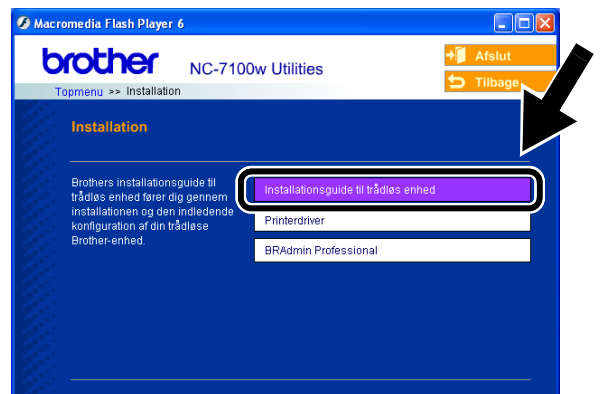 Macromedia Flash Player 6
brother
NC-7100w Utilities
Afslut
Tilbage
Topmenu >> Installation
Installation
Brothers installationsguide til
trådløs enhed fører dig gennem
installationen og den indledende
konfiguration af din trådløse
Brother-enhed.
Installationsguide til trådløs enhed
Printerdriver
BRAdmin Professional